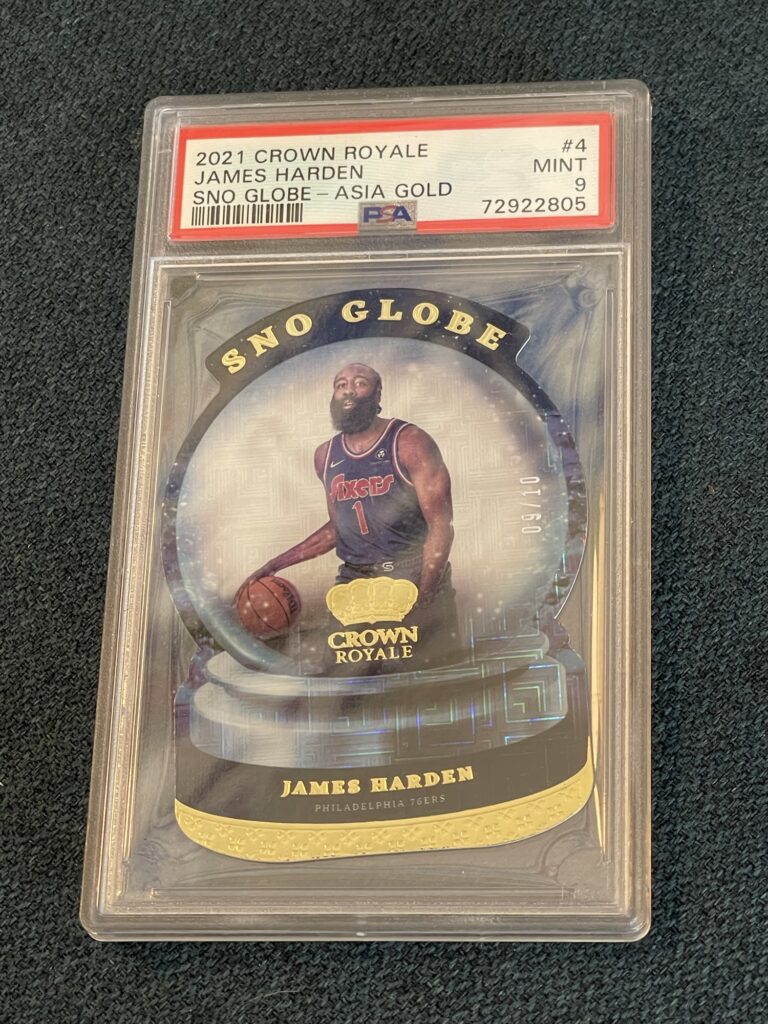 2021 CROWN ROYALE #4
JAMES HARDEN MINT
SNO GLOBE – ASIA GOLD 9
PSA 72922805
SNO GLOBE
sixers
1
09/10
CROWN
ROYALE
JAMES HARDEN
PHILADELPHIA 76ERS